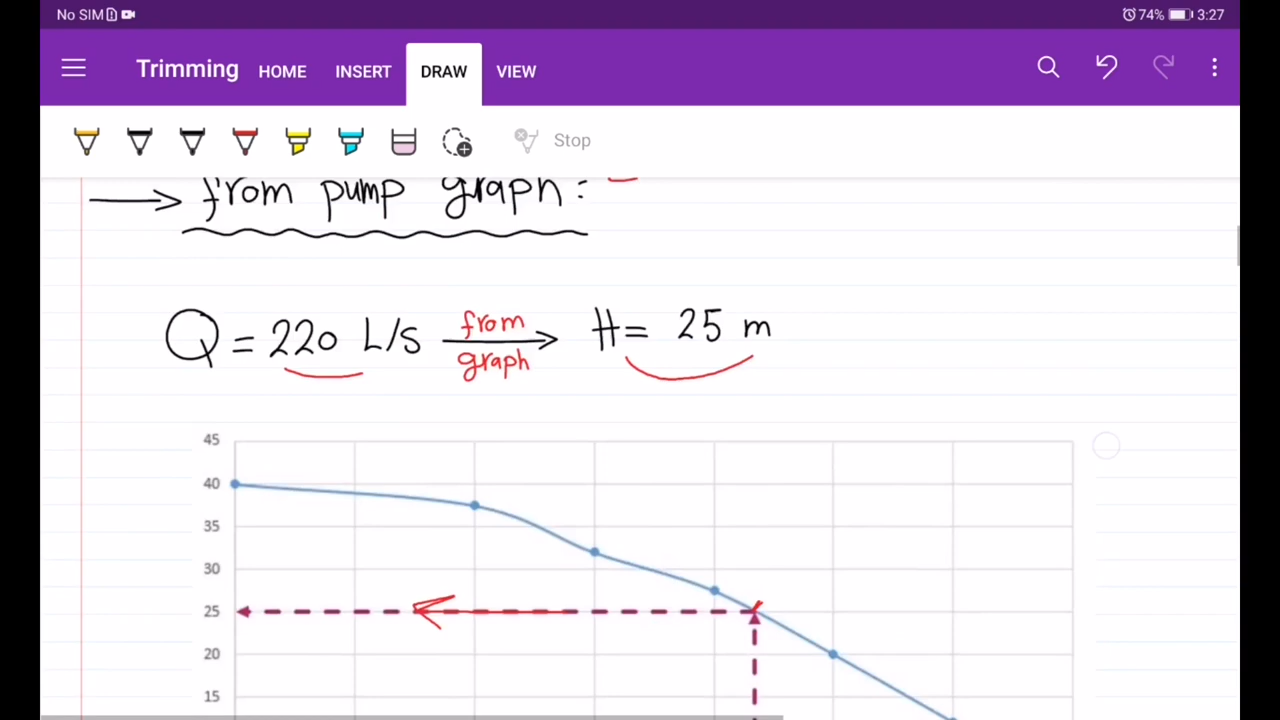 No SIM 74% 3:27
Trimming HOME INSERT DRAW VIEW
Stop
from pump graph:
Q = 220 L/s from graph H= 25 m
45
40
35
30
25
20
15